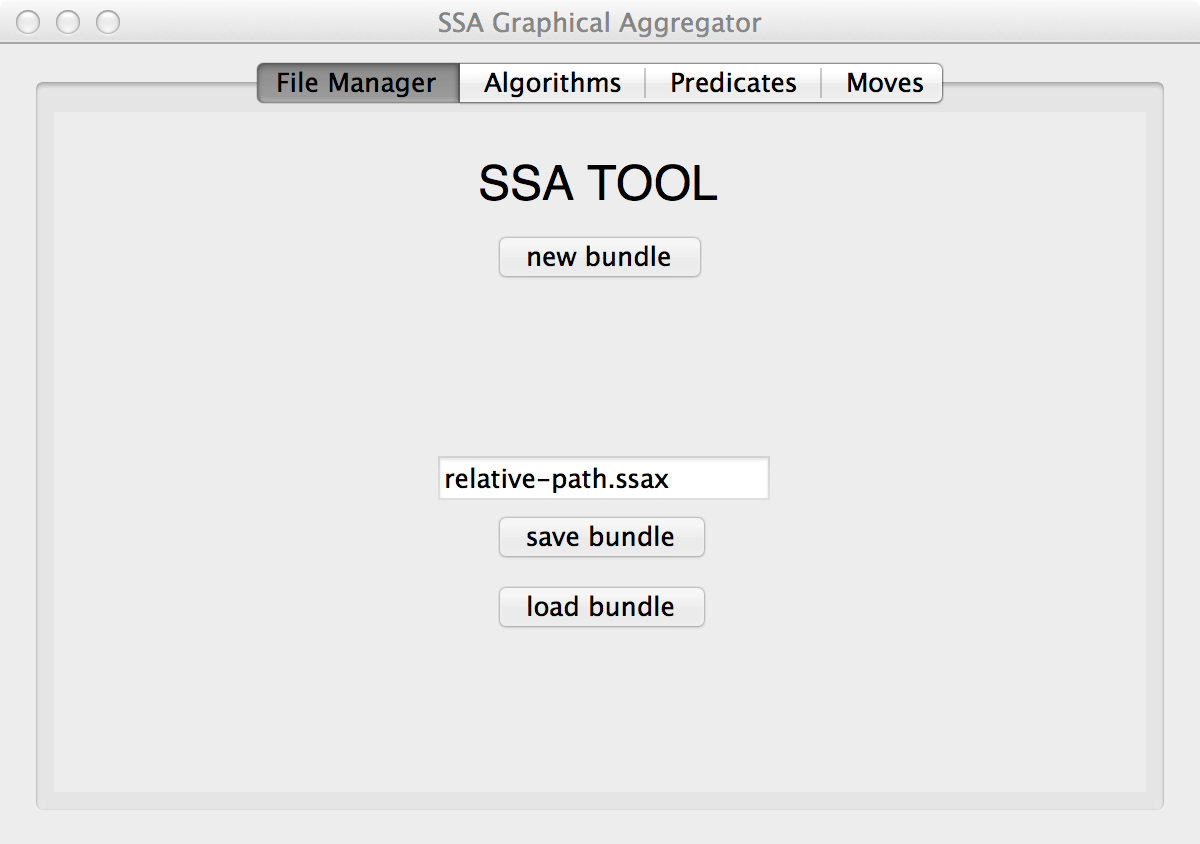 SSA Graphical Aggregator
File Manager Algorithms Predicates Moves
SSA TOOL
new bundle
relative-path.ssax
save bundle
load bundle